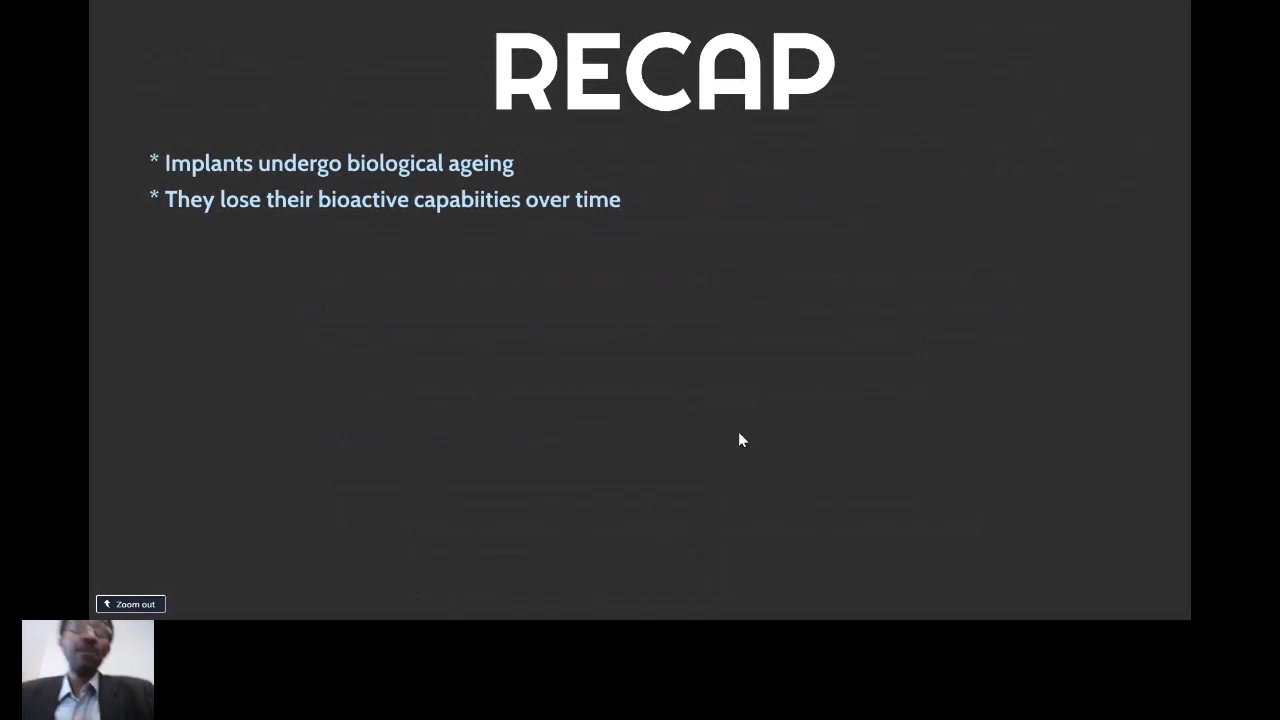 RECAP
* Implants undergo biological ageing
* They lose their bioactive capabiities over time
Zoom out